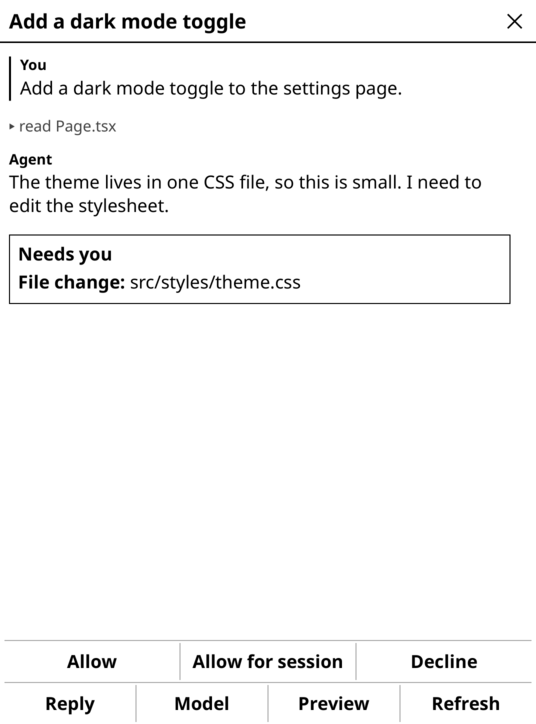 Add a dark mode toggle
You
Add a dark mode toggle to the settings page.
read Page.tsx
Agent
The theme lives in one CSS file, so this is small. I need to
edit the stylesheet.
Needs you
File change: src/styles/theme.css
Allow
Allow for session
Decline
Reply
Model
Preview
Refresh